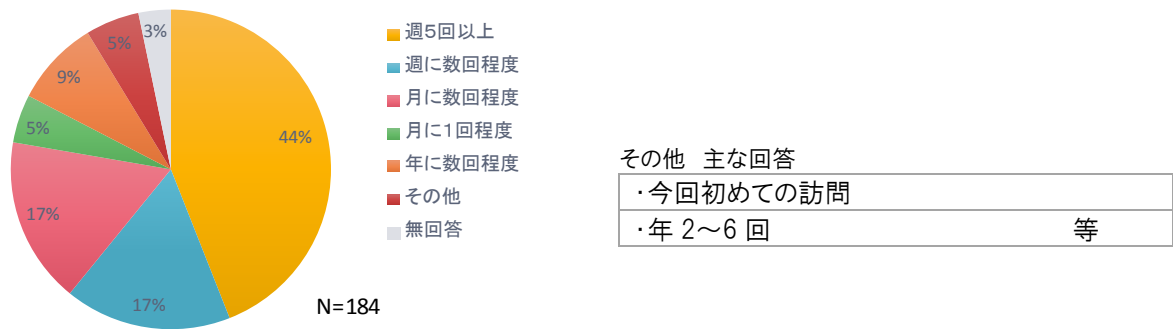 3%
5%
9%
5%
17%
17%
44%
週5回以上
週に数回程度
月に数回程度
月に1回程度
年に数回程度
その他
無回答
N=184
その他 主な回答
・今回初めての訪問
・年 2～6 回 等